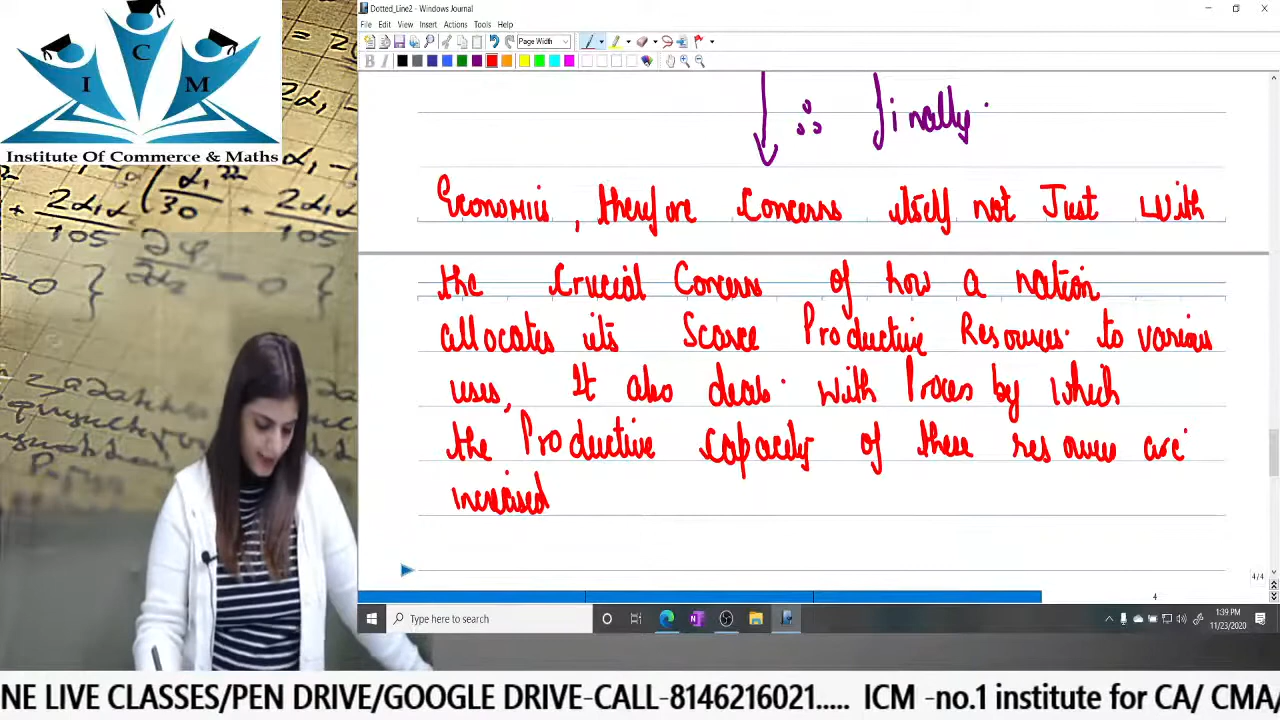 I C M
Institute Of Commerce & Maths
Dotted_Line2 - Windows Journal
File Edit View Insert Actions Tools Help
Page Width
∴ finally
Economics, therefore Concerns itself not Just With
the Crucial Concerns of how a nation
allocates its Scarce Productive Resources to various
uses, It also deals With Process by which
the Productive capacity of these resources are
increased
4/4
4
Type here to search
1:39 PM
11/23/2020
NE LIVE CLASSES/PEN DRIVE/GOOGLE DRIVE-CALL-8146216021..... ICM -no.1 institute for CA/ CMA/